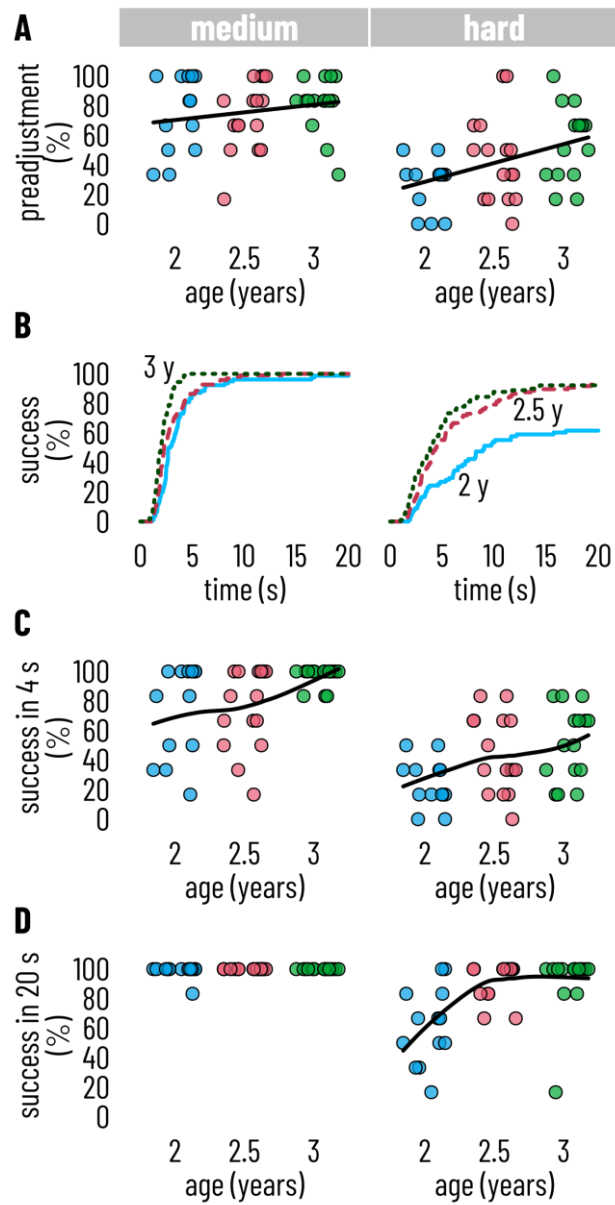 A
medium
hard
preadjustment
(%)
100
80
60
40
20
0
2 2.5 3
2 2.5 3
age (years)
age (years)
B
success
(%)
100
80
60
40
20
0
3 y
2.5 y
2 y
0 5 10 15 20
0 5 10 15 20
time (s)
time (s)
C
success in 4 s
(%)
100
80
60
40
20
0
2 2.5 3
2 2.5 3
age (years)
age (years)
D
success in 20 s
(%)
100
80
60
40
20
0
2 2.5 3
2 2.5 3
age (years)
age (years)